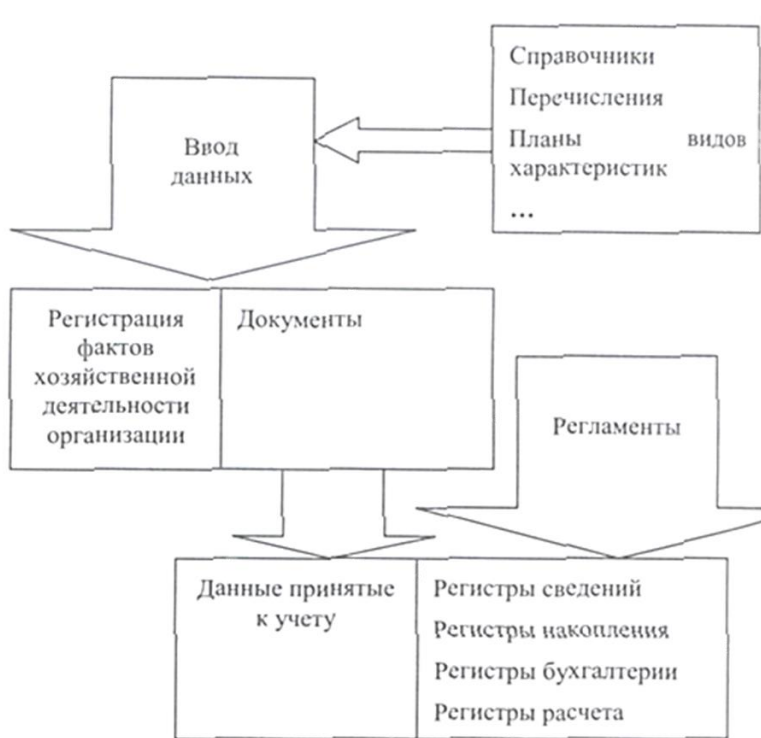 Справочники
Перечисления
Планы видов
характеристик
...
Ввод
данных
Регистрация
фактов
хозяйственной
деятельности
организации
Документы
Регламенты
Данные принятые
к учету
Регистры сведений
Регистры накопления
Регистры бухгалтерии
Регистры расчета